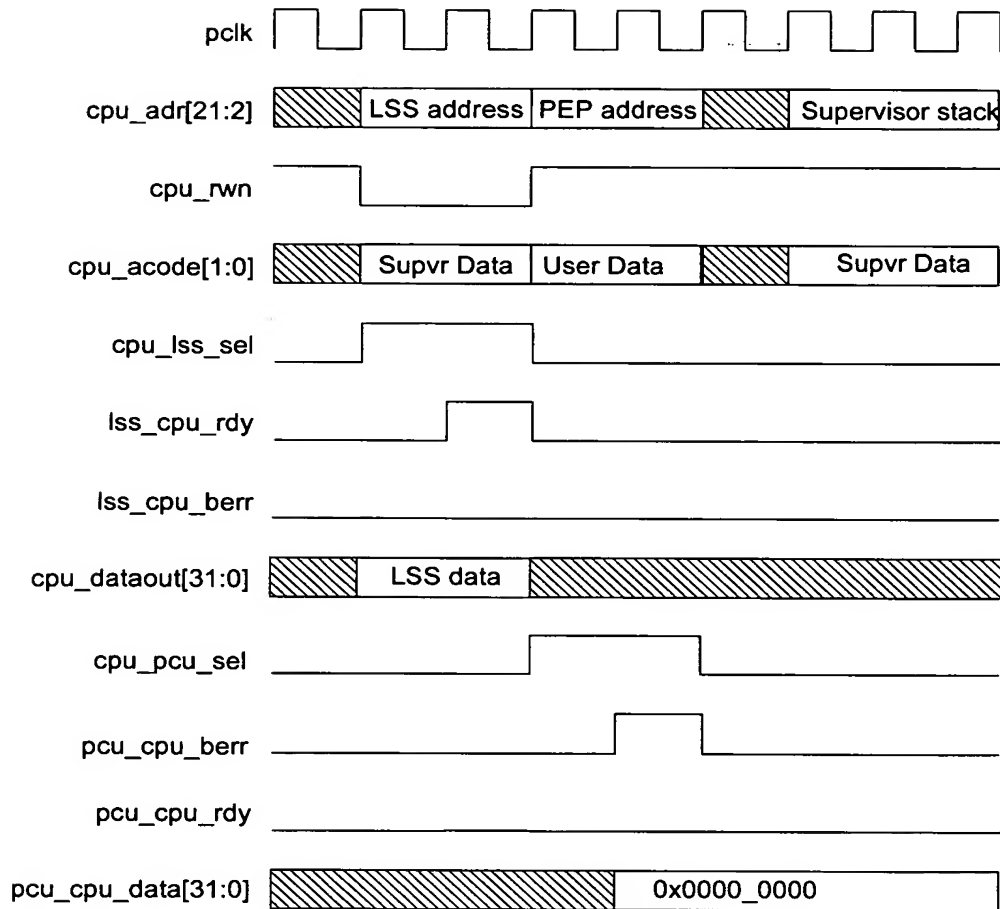 pclk
cpu_adr[21:2] LSS address PEP address Supervisor stack
cpu_rwn
cpu_acode[1:0] Supvr Data User Data Supvr Data
cpu_lss_sel
lss_cpu_rdy
lss_cpu_berr
cpu_dataout[31:0] LSS data
cpu_pcu_sel
pcu_cpu_berr
pcu_cpu_rdy
pcu_cpu_data[31:0] 0x0000_0000